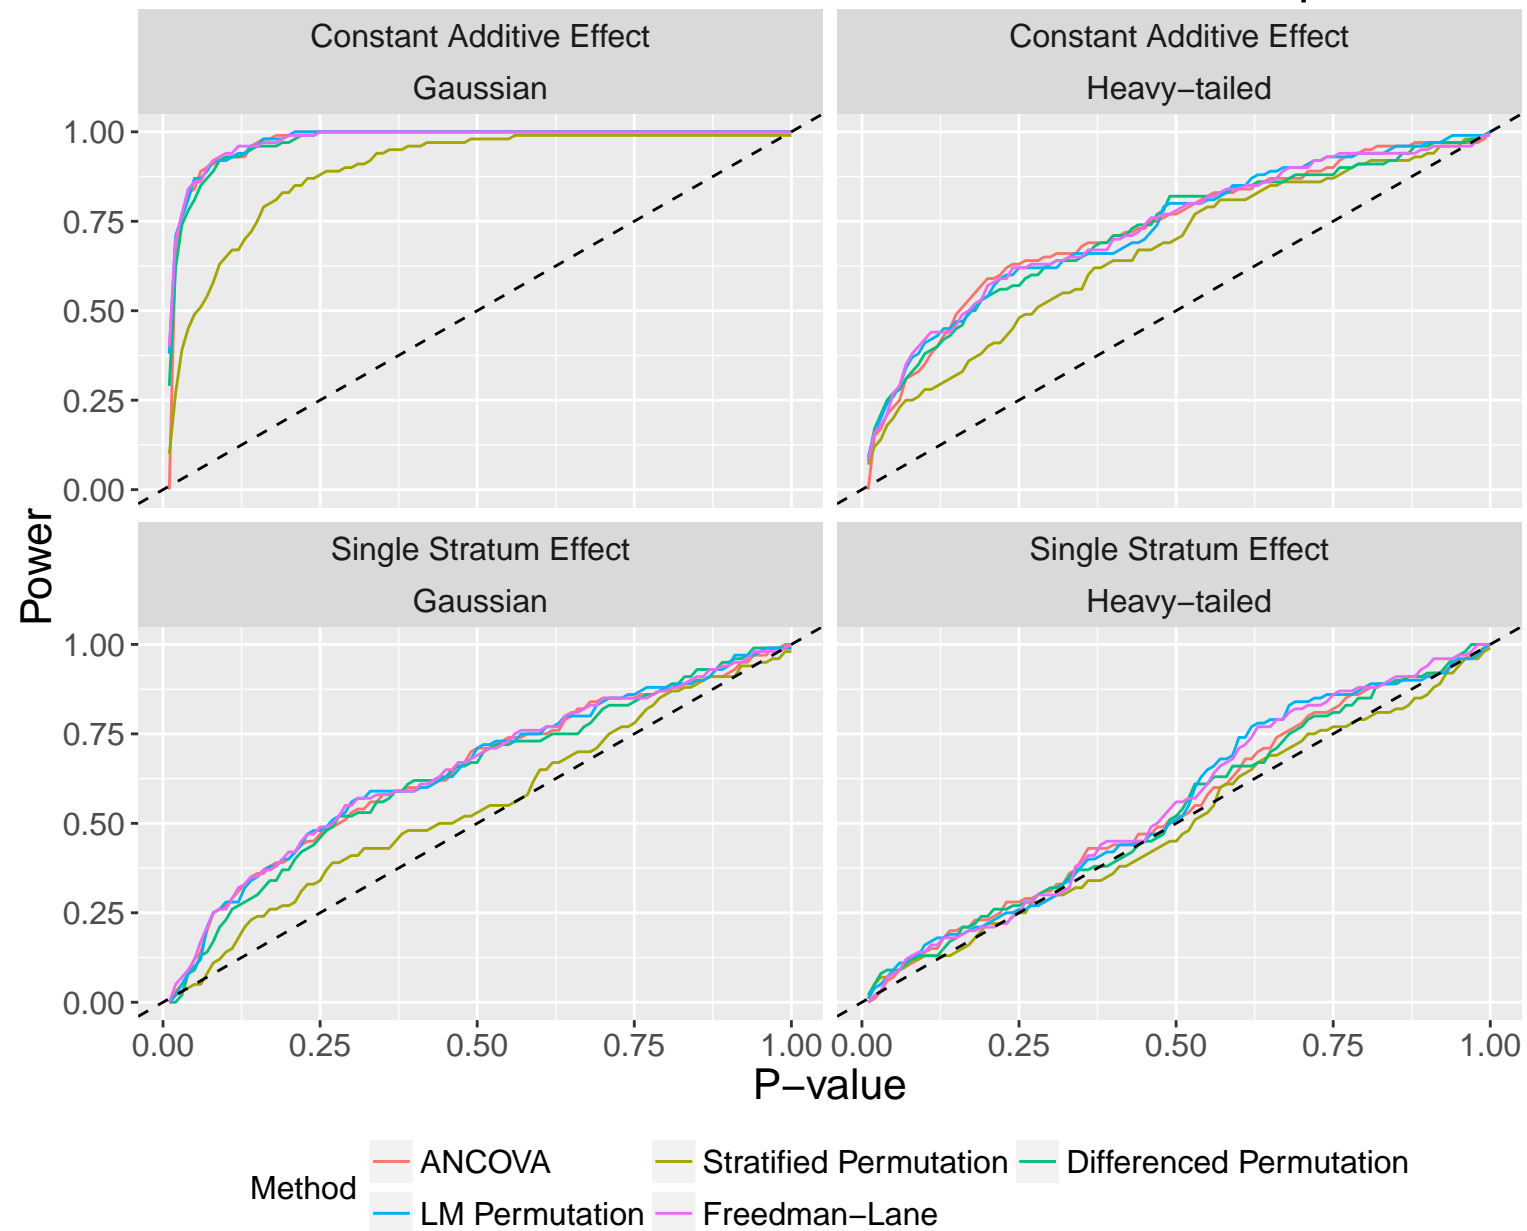 Constant Additive Effect
Gaussian
Constant Additive Effect
Heavy−tailed
1.00
0.75
0.50
0.25
0.00
Single Stratum Effect
Gaussian
Single Stratum Effect
Heavy−tailed
1.00
0.75
0.50
0.25
0.00
Power
0.00 0.25 0.50 0.75 1.00 0.00 0.25 0.50 0.75 1.00
P−value
Method
ANCOVA
Stratified Permutation
Differenced Permutation
LM Permutation
Freedman−Lane